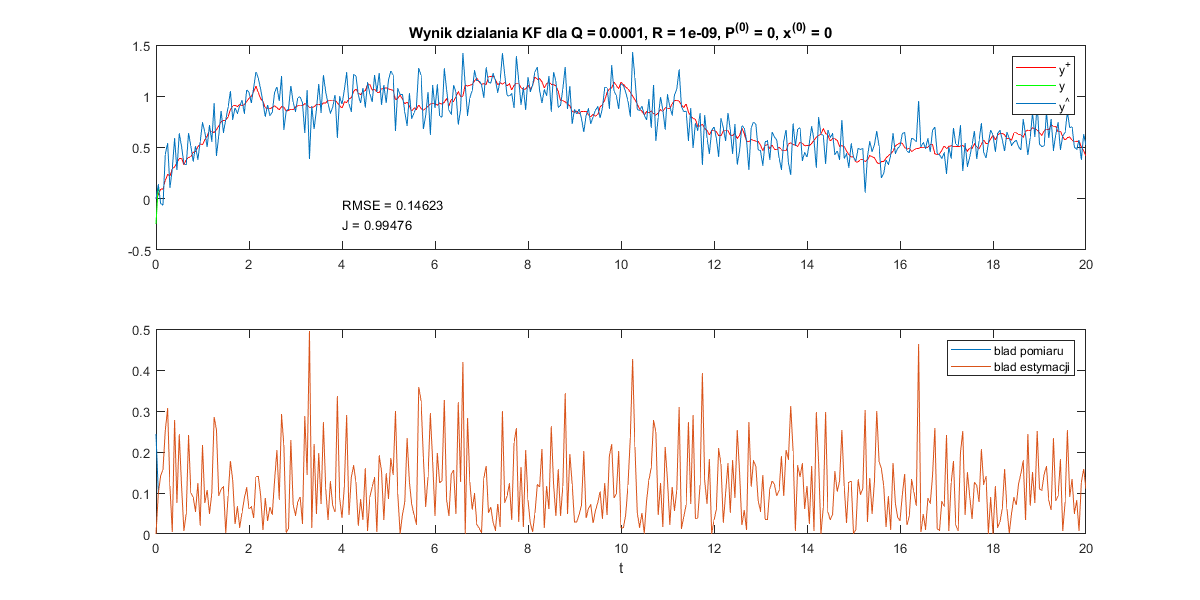 Wynik dzialania KF dla Q = 0.0001, R = 1e-09, P^(0) = 0, x^(0) = 0
1.5
1
0.5
0
-0.5
y^+
y
y^^
RMSE = 0.14623
J = 0.99476
0 2 4 6 8 10 12 14 16 18 20
0.5
0.4
0.3
0.2
0.1
0
blad pomiaru
blad estymacji
0 2 4 6 8 10 12 14 16 18 20
t